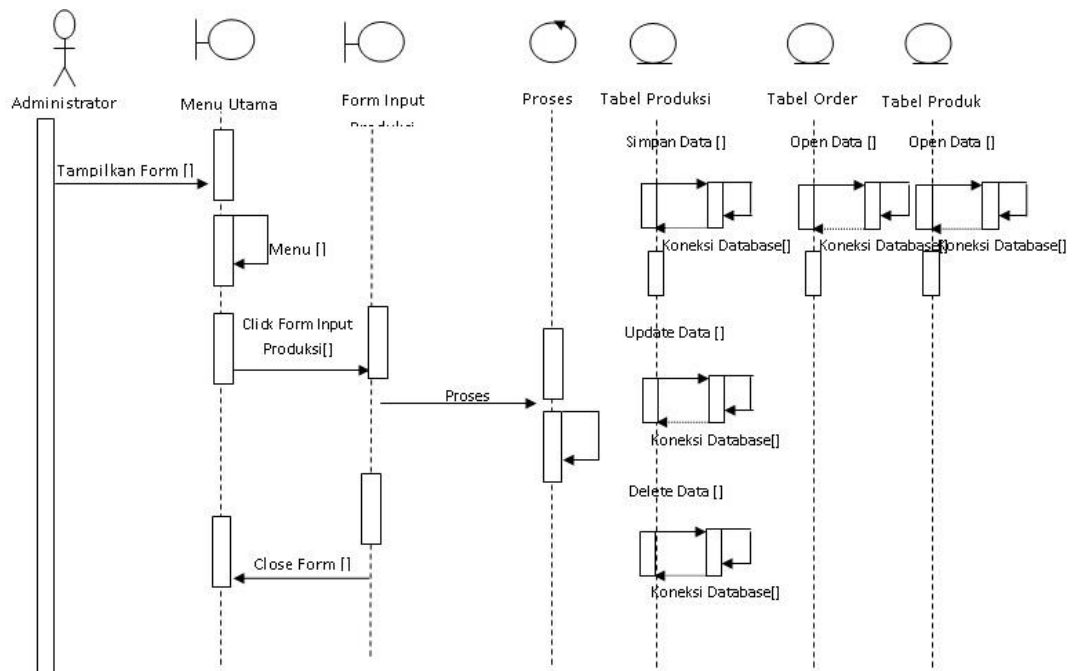 Administrator
Menu Utama
Form Input
Produksi
Proses
Tabel Produksi
Tabel Order
Tabel Produk
Simpan Data []
Open Data []
Open Data []
Tampilkan Form []
Menu []
Koneksi Database[]
Koneksi Database[]
Koneksi Database[]
Click Form Input
Produksi[]
Update Data []
Proses
Koneksi Database[]
Delete Data []
Close Form []
Koneksi Database[]